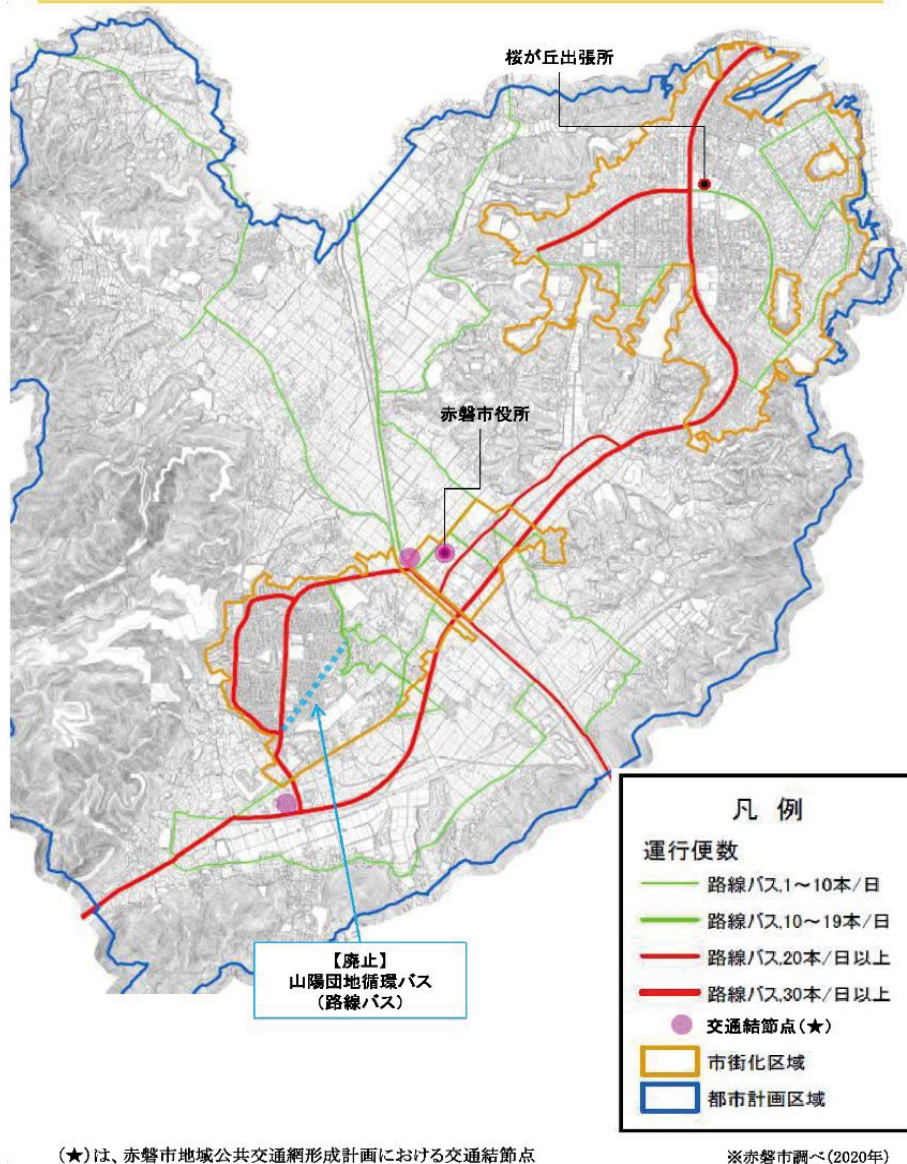 桜が丘出張所
赤磐市役所
【廃止】
山陽団地循環バス
(路線バス)
凡 例
運行便数
路線バス,1～10本/日
路線バス,10～19本/日
路線バス,20本/日以上
路線バス,30本/日以上
交通結節点(★)
市街化区域
都市計画区域
(★)は、赤磐市地域公共交通網形成計画における交通結節点
※赤磐市調べ(2020年)